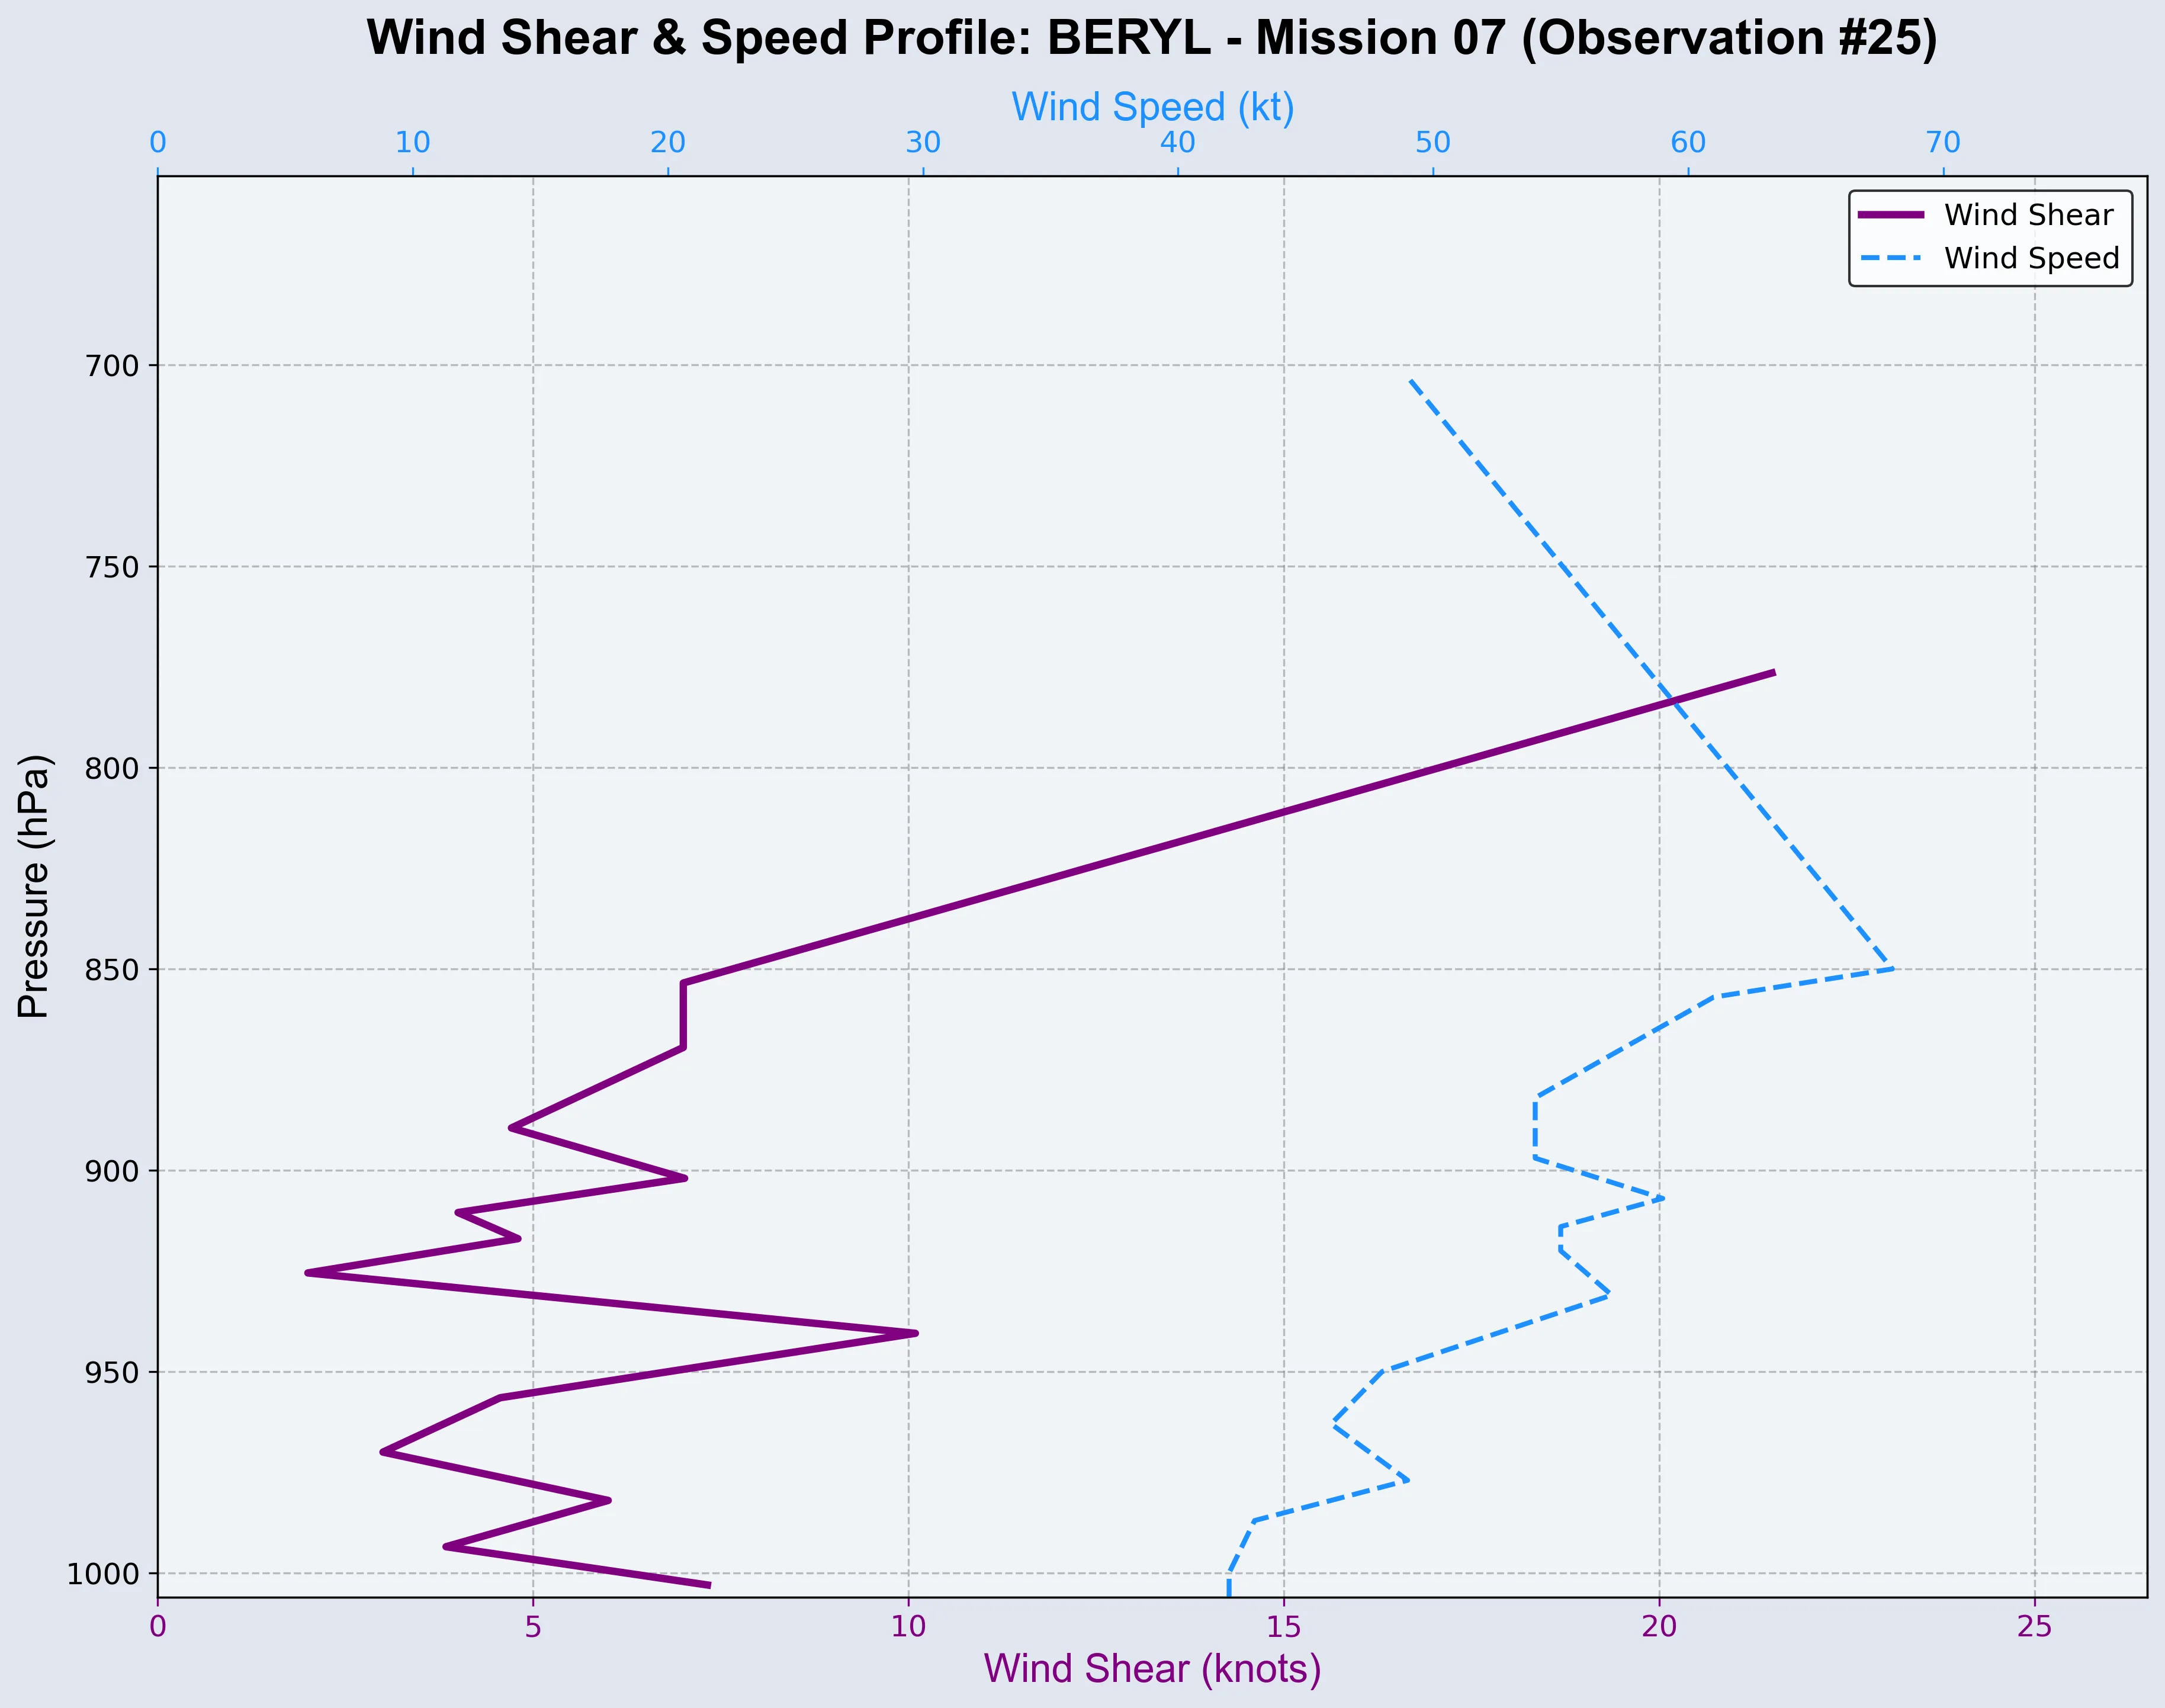 Wind Shear & Speed Profile: BERYL - Mission 07 (Observation #25)
Wind Speed (kt)
0 10 20 30 40 50 60 70
Wind Shear
Wind Speed
700
750
800
850
900
950
1000
Pressure (hPa)
0 5 10 15 20 25
Wind Shear (knots)